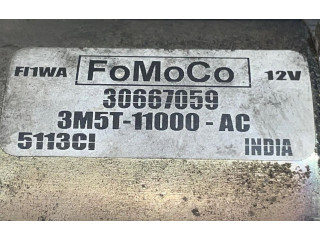 FI1WA FoMoCo 12V
30667059
3M5T-11000-AC
5113CI INDIA